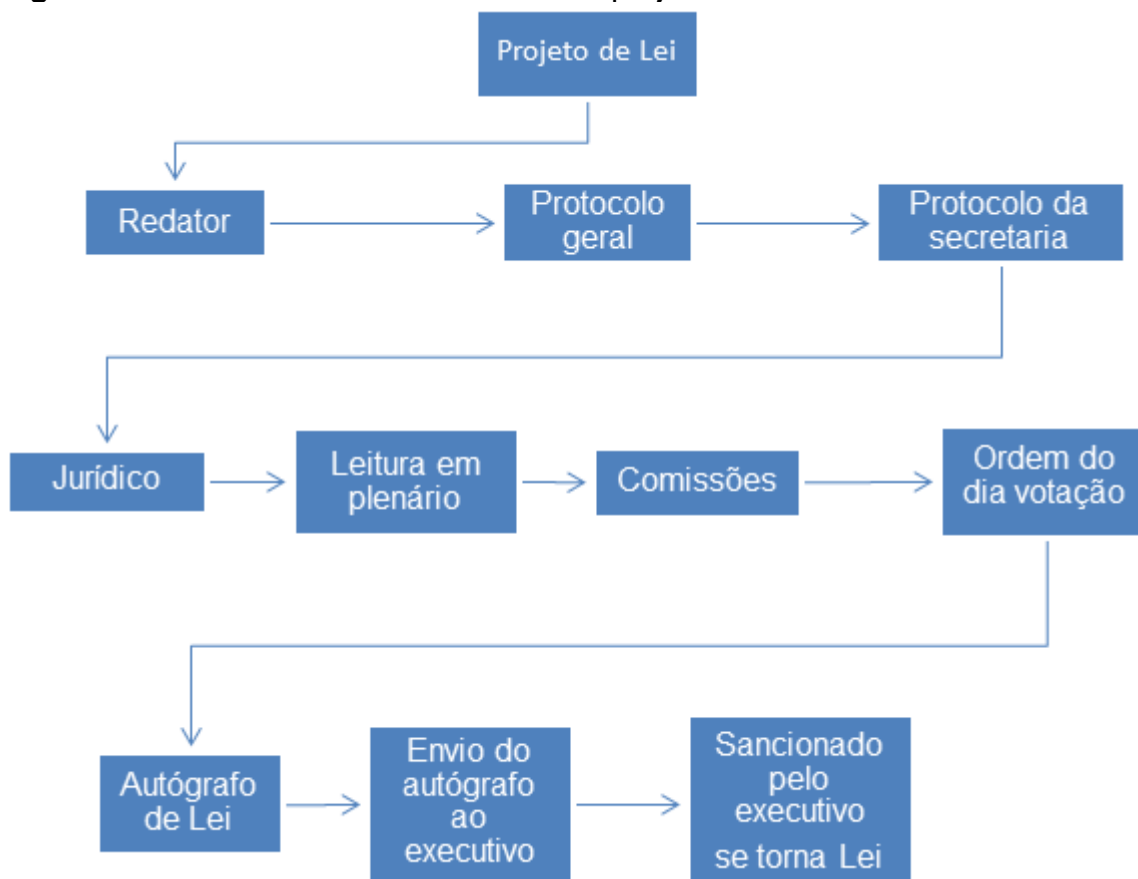 Projeto de Lei
Redator
Protocolo
geral
Protocolo da
secretaria
Jurídico
Leitura em
plenário
Comissões
Ordem do
dia votação
Autógrafo
de Lei
Envio do
autógrafo
ao
executivo
Sancionado
pelo
executivo
se torna Lei